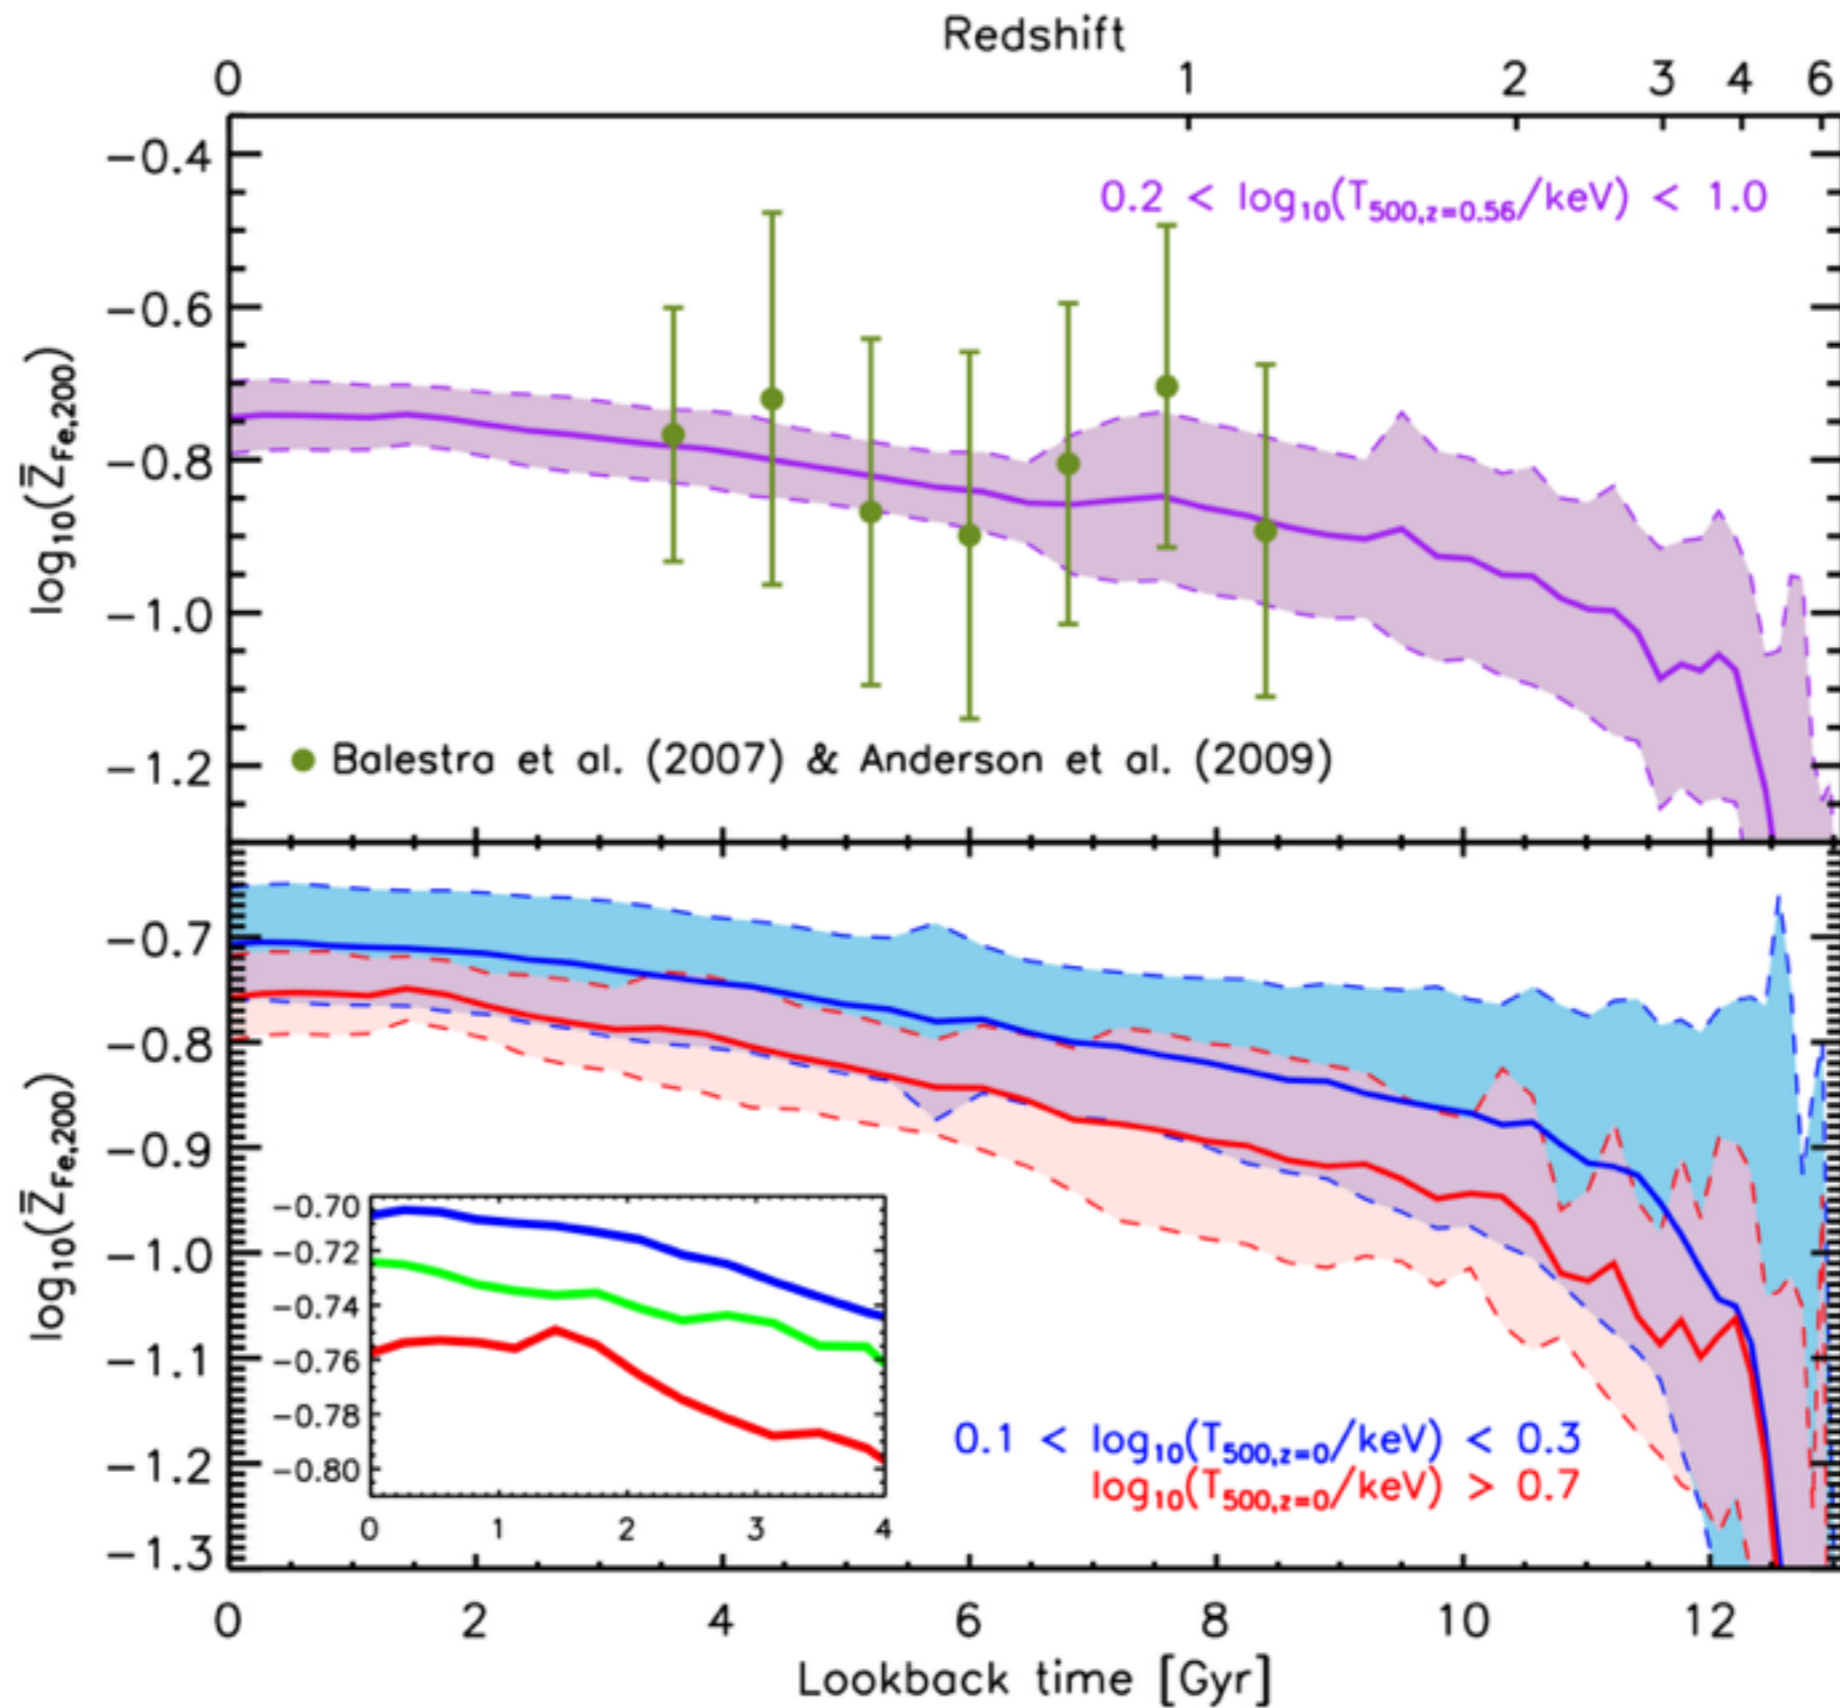 Redshift
0 1 2 3 4 6
−0.4
0.2 < log₁₀(T₅₀₀,z=0.56/keV) < 1.0
−0.6
−0.8
−1.0
−1.2
log₁₀(Z̅Fe,200)
Balestra et al. (2007) & Anderson et al. (2009)
−0.7
−0.8
−0.9
−1.0
−1.1
−1.2
−1.3
log₁₀(Z̅Fe,200)
−0.70
−0.72
−0.74
−0.76
−0.78
−0.80
0 1 2 3 4
0.1 < log₁₀(T₅₀₀,z=0/keV) < 0.3
log₁₀(T₅₀₀,z=0/keV) > 0.7
0 2 4 6 8 10 12
Lookback time [Gyr]